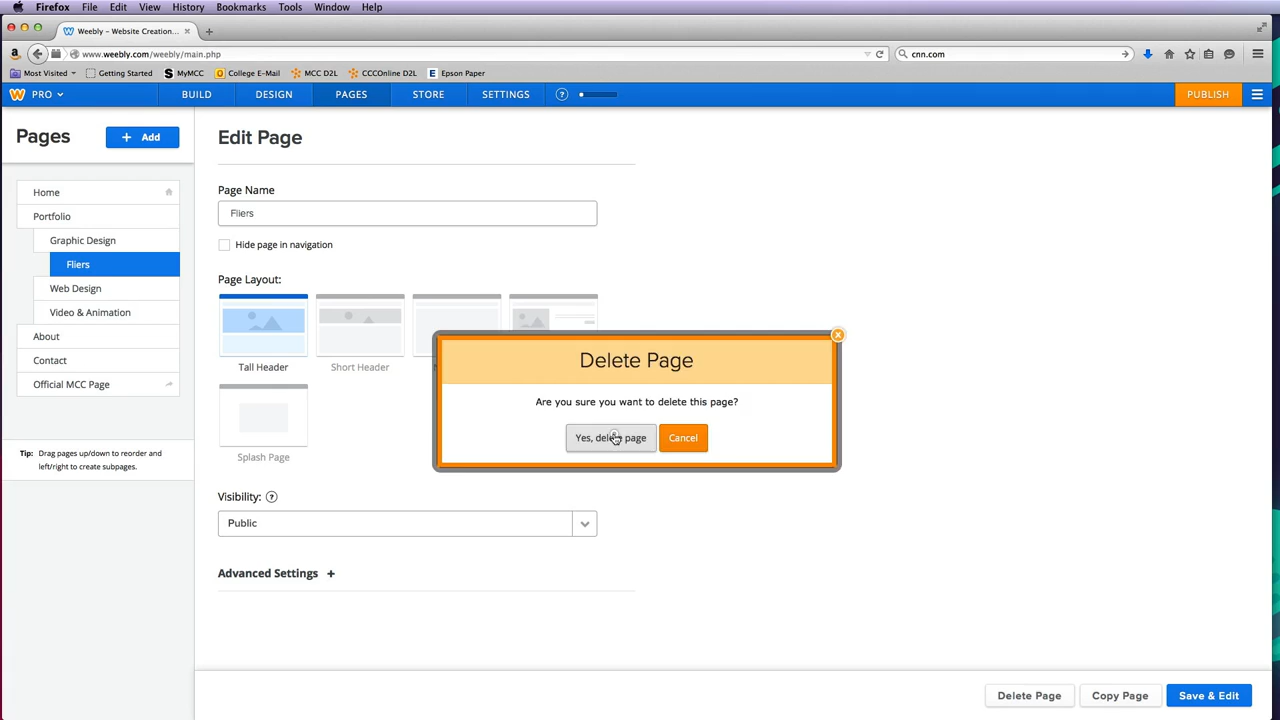 Firefox File Edit View History Bookmarks Tools Window Help
Weebly – Website Creation...
www.weebly.com/weebly/main.php
cnn.com
Most Visited
Getting Started
MyMCC
College E-Mail
MCC D2L
CCCOnline D2L
Epson Paper
PRO
BUILD
DESIGN
PAGES
STORE
SETTINGS
PUBLISH
Pages
+ Add
Home
Portfolio
Graphic Design
Fliers
Web Design
Video & Animation
About
Contact
Official MCC Page
Tip: Drag pages up/down to reorder and
left/right to create subpages.
Edit Page
Page Name
Fliers
Hide page in navigation
Page Layout:
Tall Header
Short Header
Splash Page
Delete Page
Are you sure you want to delete this page?
Yes, delete page
Cancel
Visibility: ?
Public
Advanced Settings +
Delete Page
Copy Page
Save & Edit